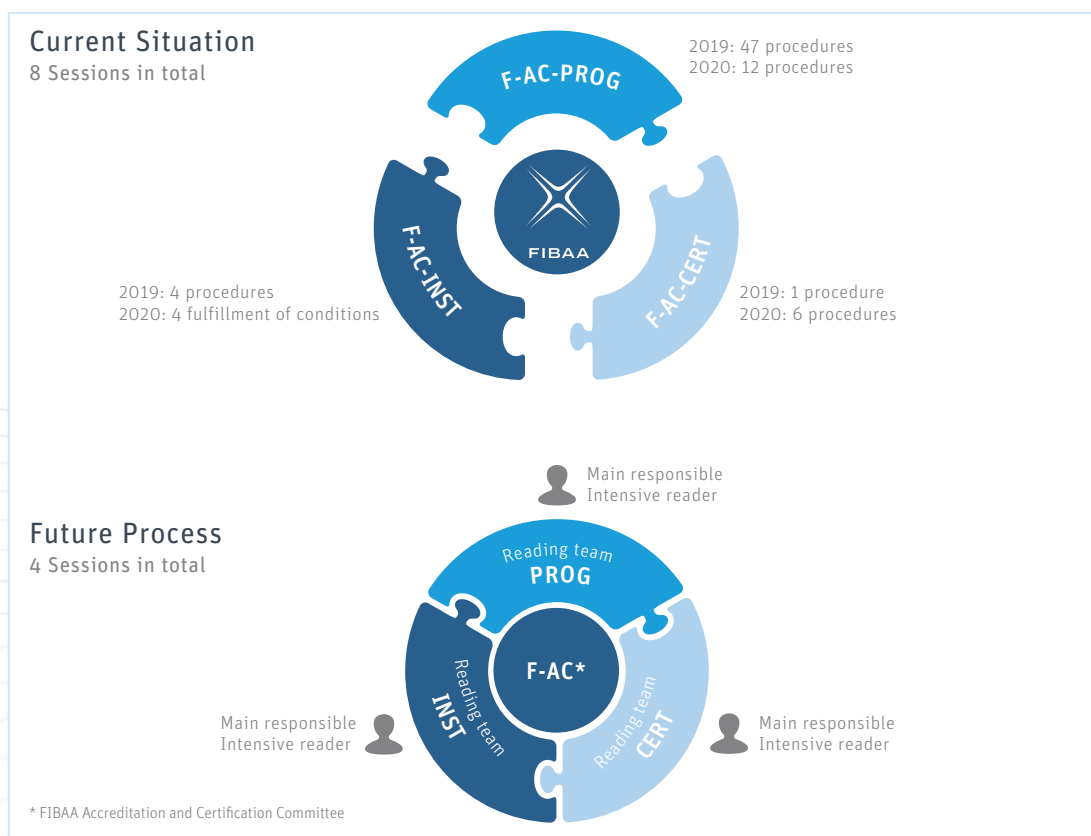 Current Situation
8 Sessions in total
2019: 47 procedures
2020: 12 procedures
F-AC-PROG
FIBAA
F-AC-INST
F-AC-CERT
2019: 4 procedures
2020: 4 fulfillment of conditions
2019: 1 procedure
2020: 6 procedures
Main responsible
Intensive reader
Future Process
4 Sessions in total
Reading team
PROG
F-AC*
Reading team
INST
Reading team
CERT
Main responsible
Intensive reader
Main responsible
Intensive reader
* FIBAA Accreditation and Certification Committee